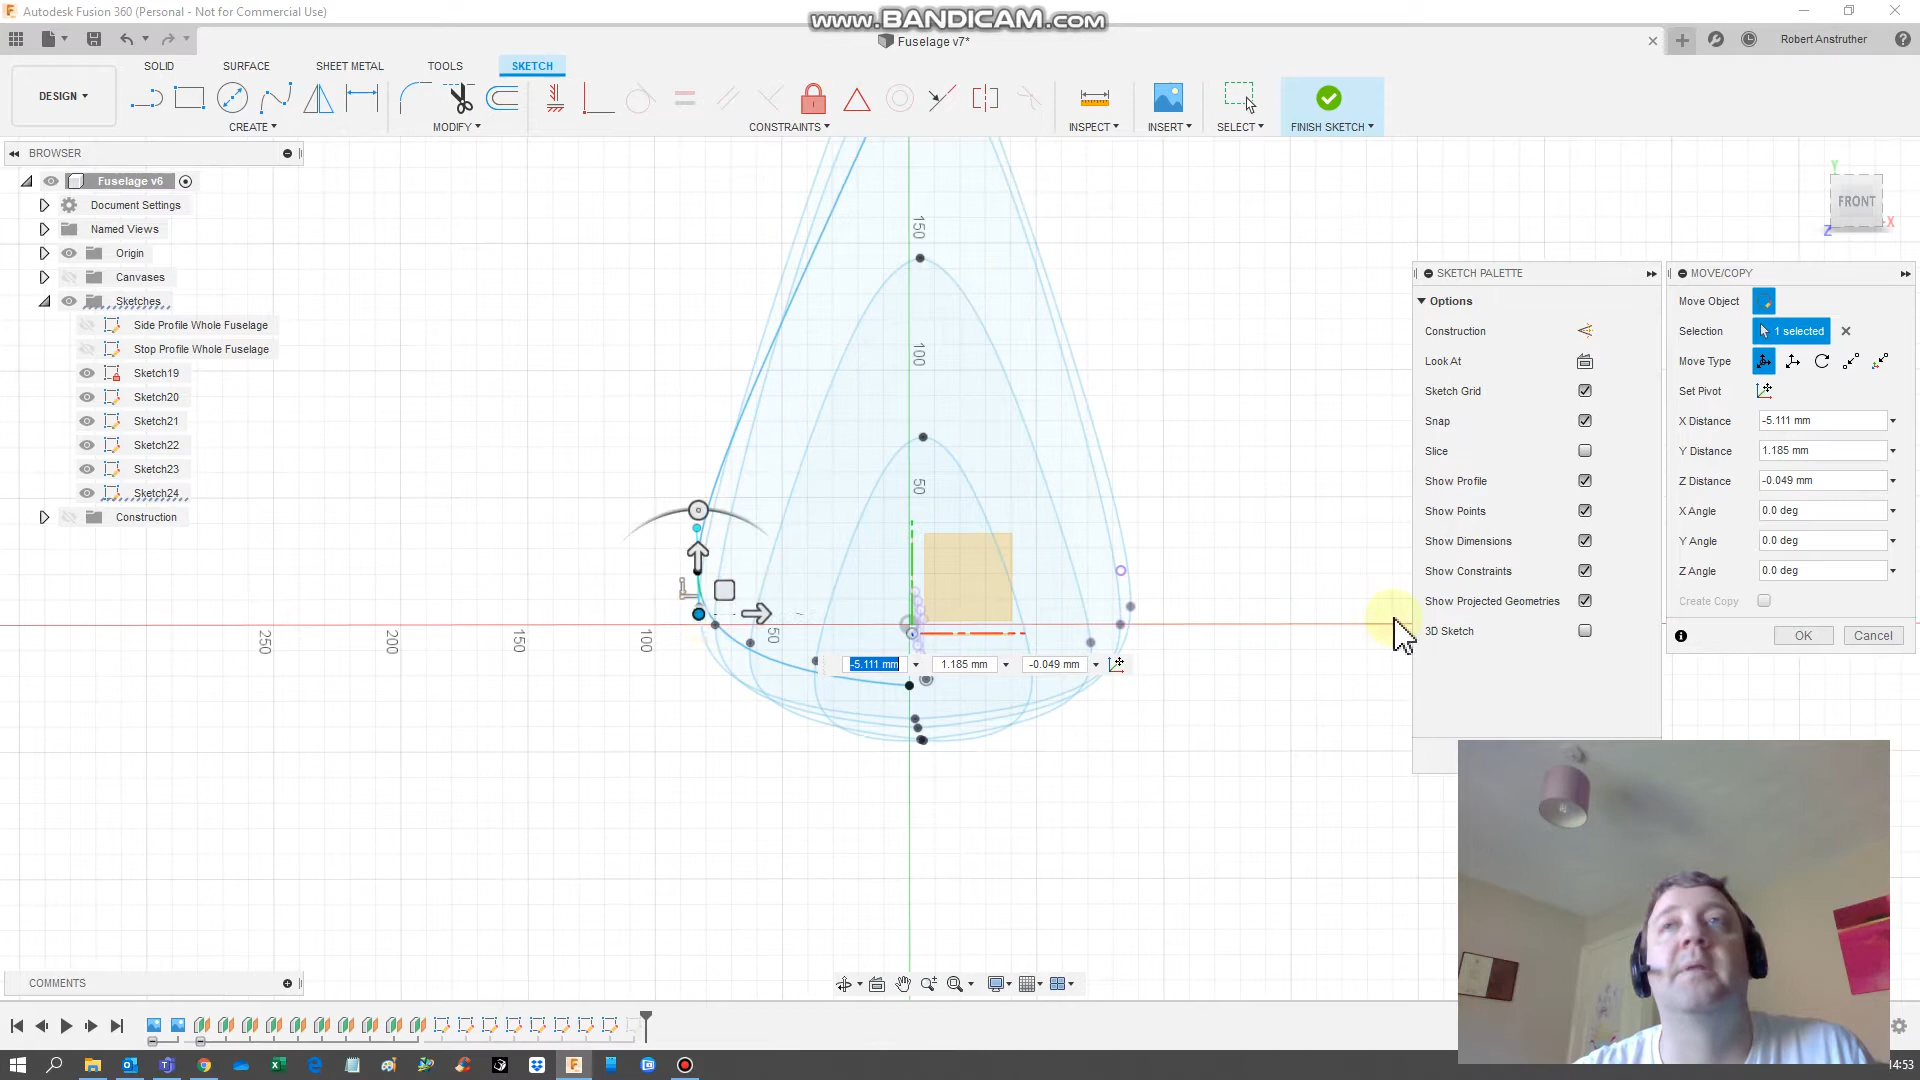 Autodesk Fusion 360 (Personal - Not for Commercial Use)
www.BANDICAM.com
Fuselage v7*
Robert Anstruther
DESIGN
SOLID
SURFACE
SHEET METAL
TOOLS
SKETCH
CREATE
MODIFY
CONSTRAINTS
INSPECT
INSERT
SELECT
FINISH SKETCH
BROWSER
Fuselage v6
Document Settings
Named Views
Origin
Canvases
Sketches
Side Profile Whole Fuselage
Stop Profile Whole Fuselage
Sketch19
Sketch20
Sketch21
Sketch22
Sketch23
Sketch24
Construction
150
100
50
250
200
150
100
50
-5.111 mm
1.185 mm
-0.049 mm
Y
FRONT
X
Z
SKETCH PALETTE
Options
Construction
Look At
Sketch Grid
Snap
Slice
Show Profile
Show Points
Show Dimensions
Show Constraints
Show Projected Geometries
3D Sketch
MOVE/COPY
Move Object
Selection
1 selected
Move Type
Set Pivot
X Distance
-5.111 mm
Y Distance
1.185 mm
Z Distance
-0.049 mm
X Angle
0.0 deg
Y Angle
0.0 deg
Z Angle
0.0 deg
Create Copy
OK
Cancel
COMMENTS
14:53